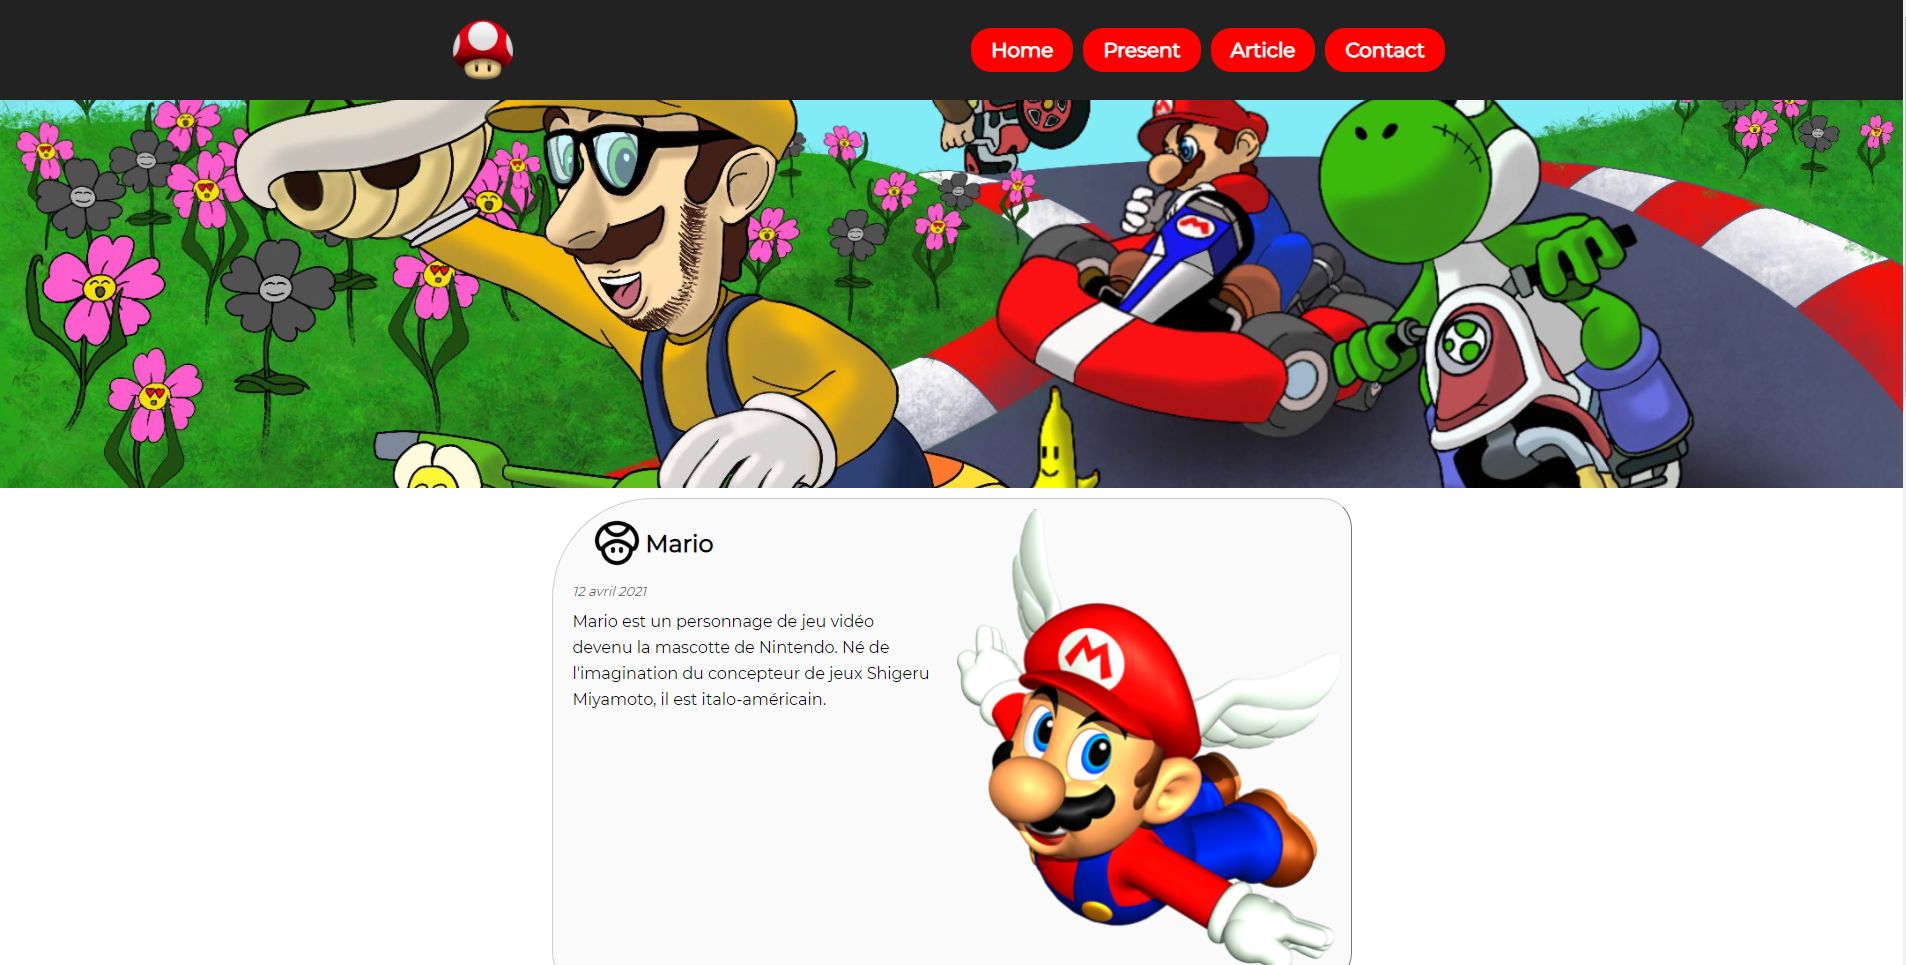 Home Present Article Contact
Mario
12 avril 2021
Mario est un personnage de jeu vidéo
devenu la mascotte de Nintendo. Né de
l'imagination du concepteur de jeux Shigeru
Miyamoto, il est italo-américain.